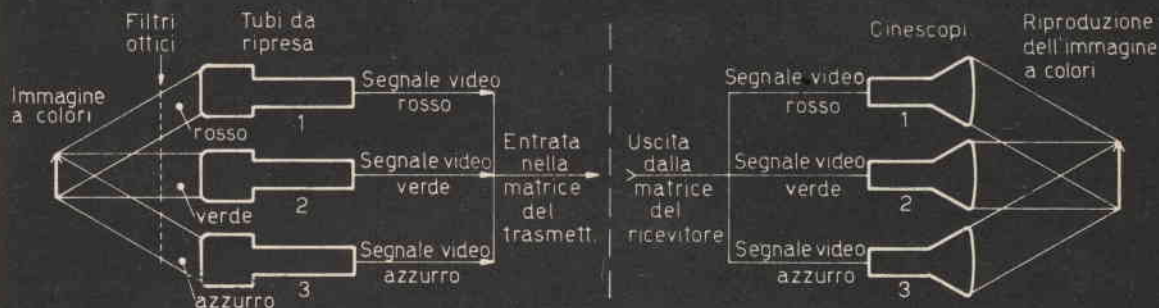 Filtri
ottici
Tubi da
ripresa
Immagine
a colori
rosso
1
verde
2
azzurro
3
Segnale video
rosso
Segnale video
verde
Segnale video
azzurro
Entrata
nella
matrice
del
trasmett.
Uscita
dalla
matrice
del
ricevitore
Segnale video
rosso
Segnale video
verde
Segnale video
azzurro
Cinescopi
1
2
3
Riproduzione
dell'immagine
a colori